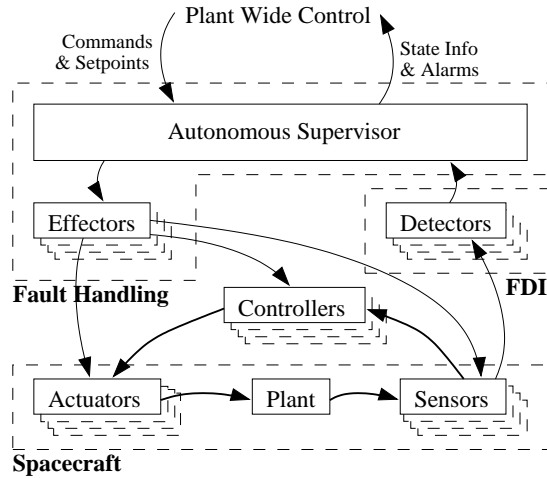 Plant Wide Control
Commands
& Setpoints
State Info
& Alarms
Autonomous Supervisor
Effectors
Detectors
Fault Handling
FDI
Controllers
Actuators
Plant
Sensors
Spacecraft